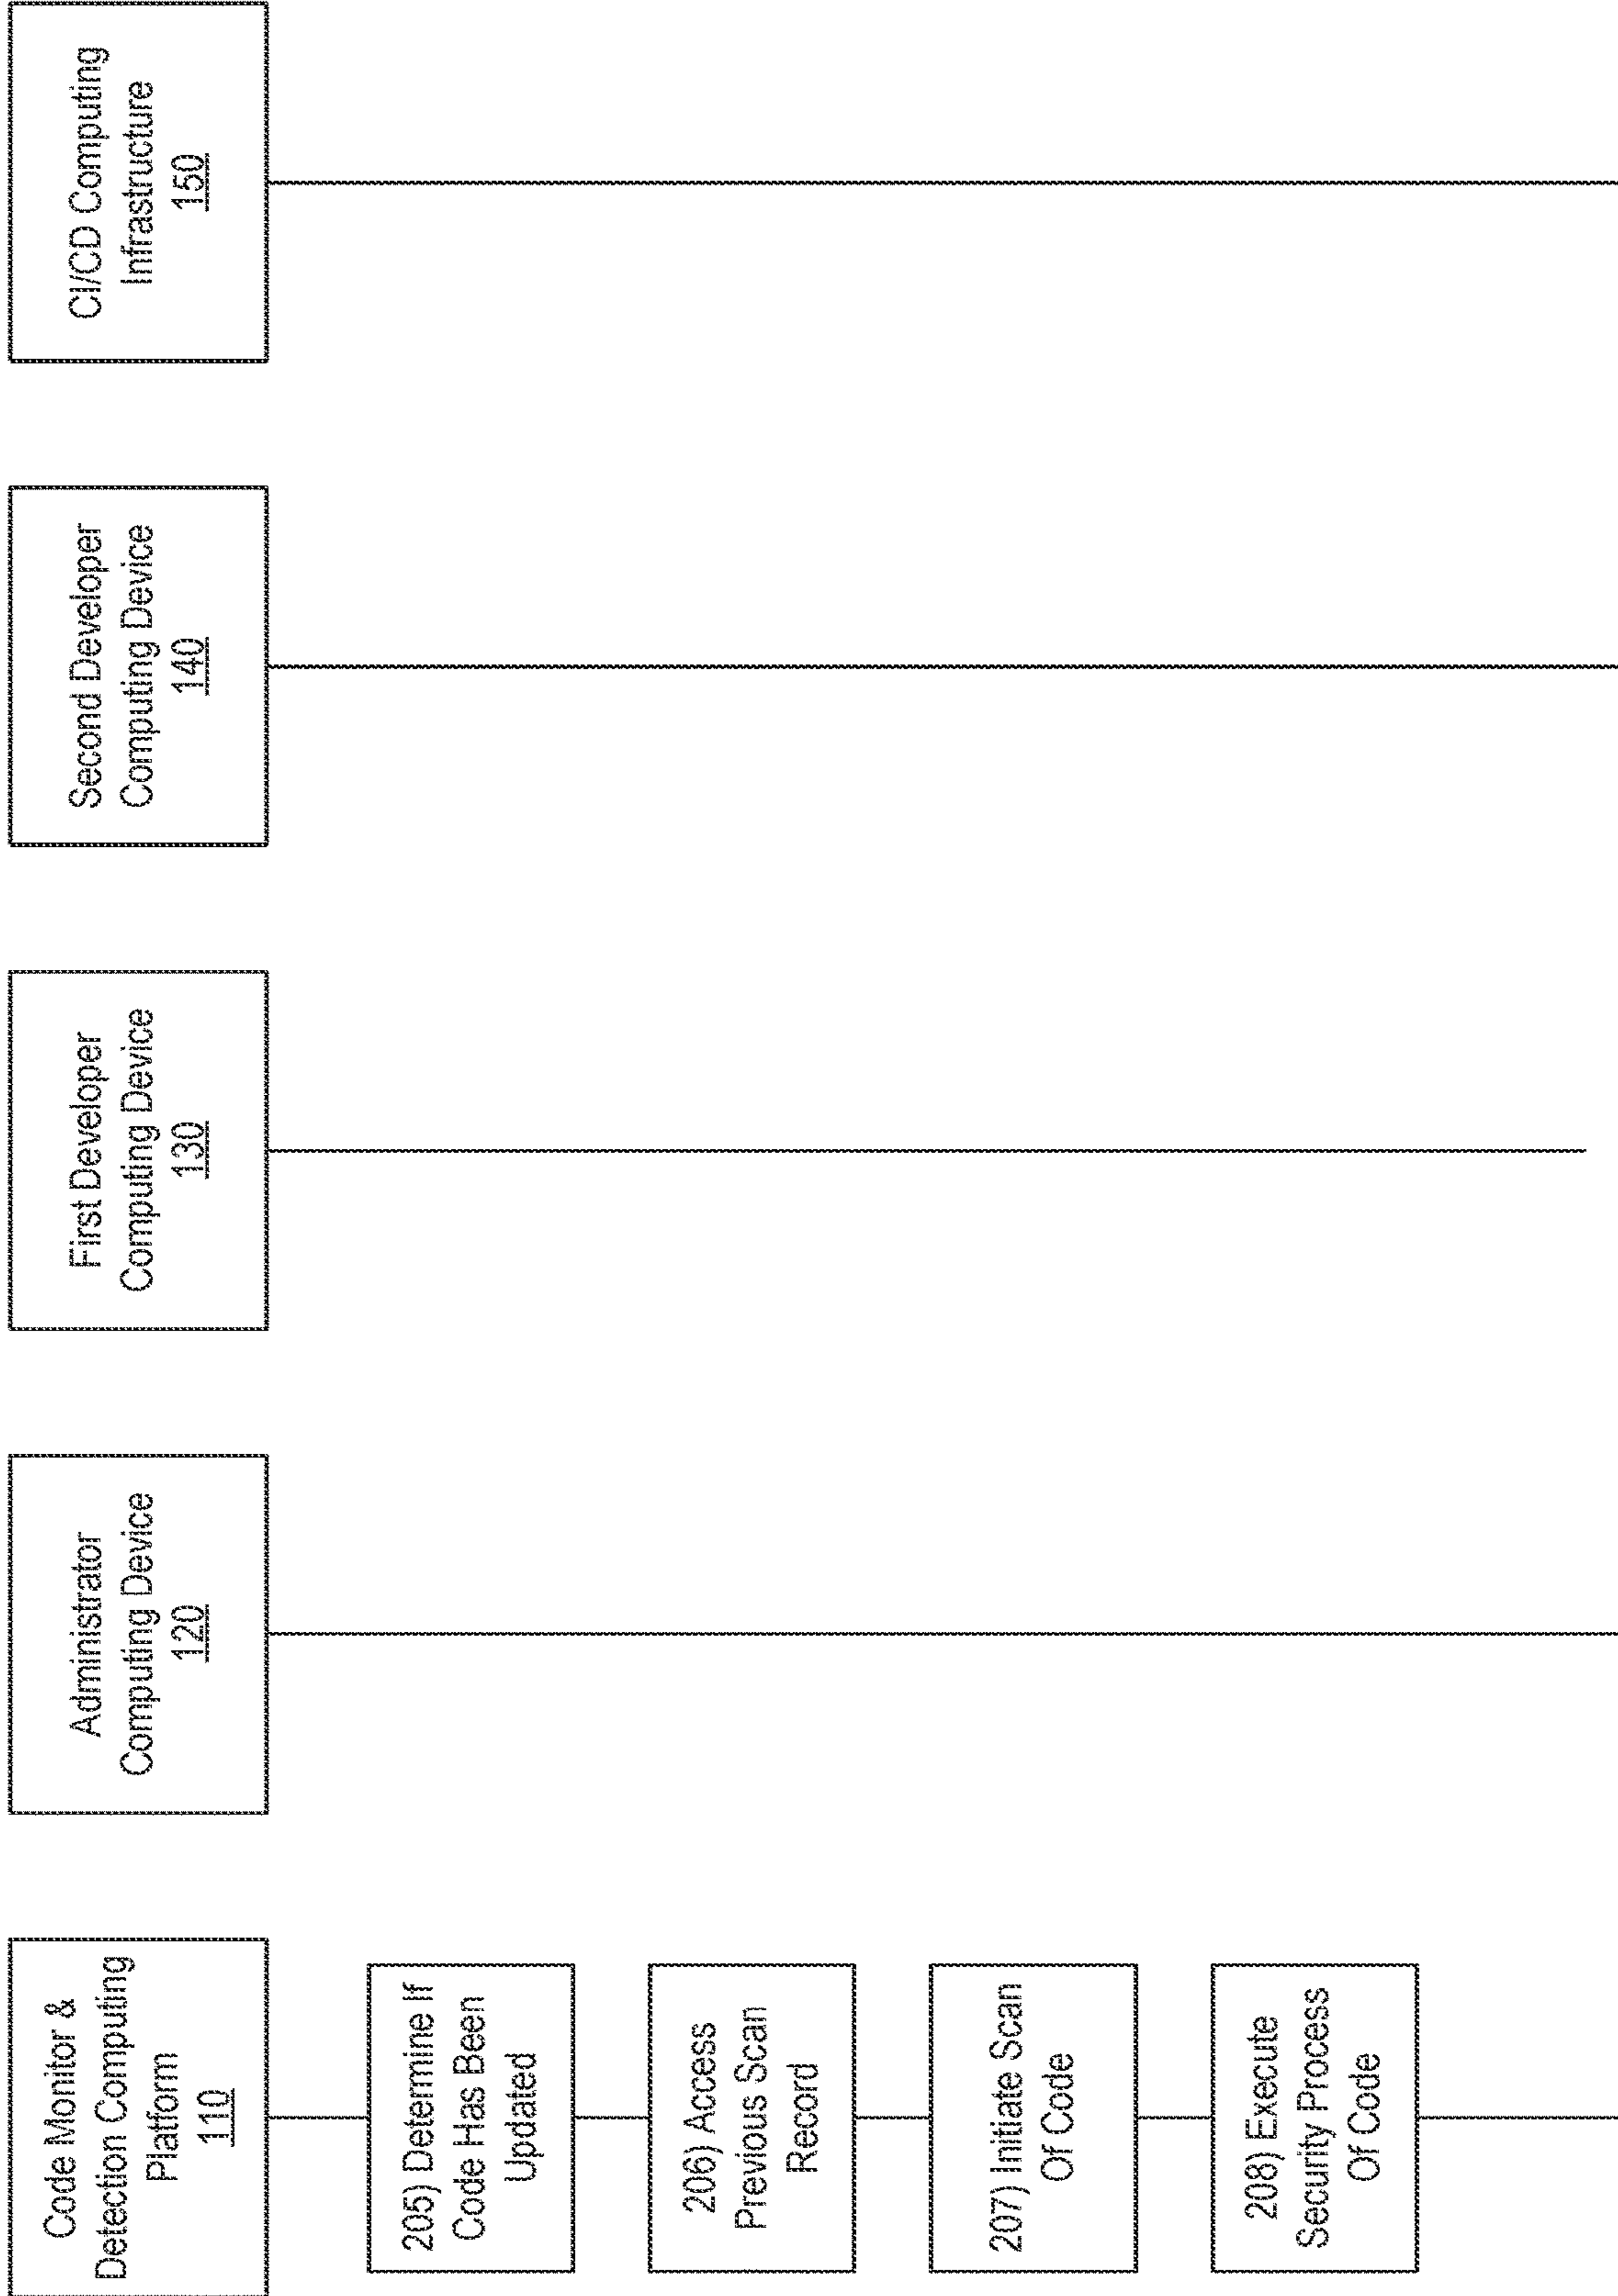 Code Monitor &
Detection Computing
Platform
110
Administrator
Computing Device
120
First Developer
Computing Device
130
Second Developer
Computing Device
140
CI/CD Computing
Infrastructure
150
205) Determine If
Code Has Been
Updated
206) Access
Previous Scan
Record
207) Initiate Scan
Of Code
208) Execute
Security Process
Of Code